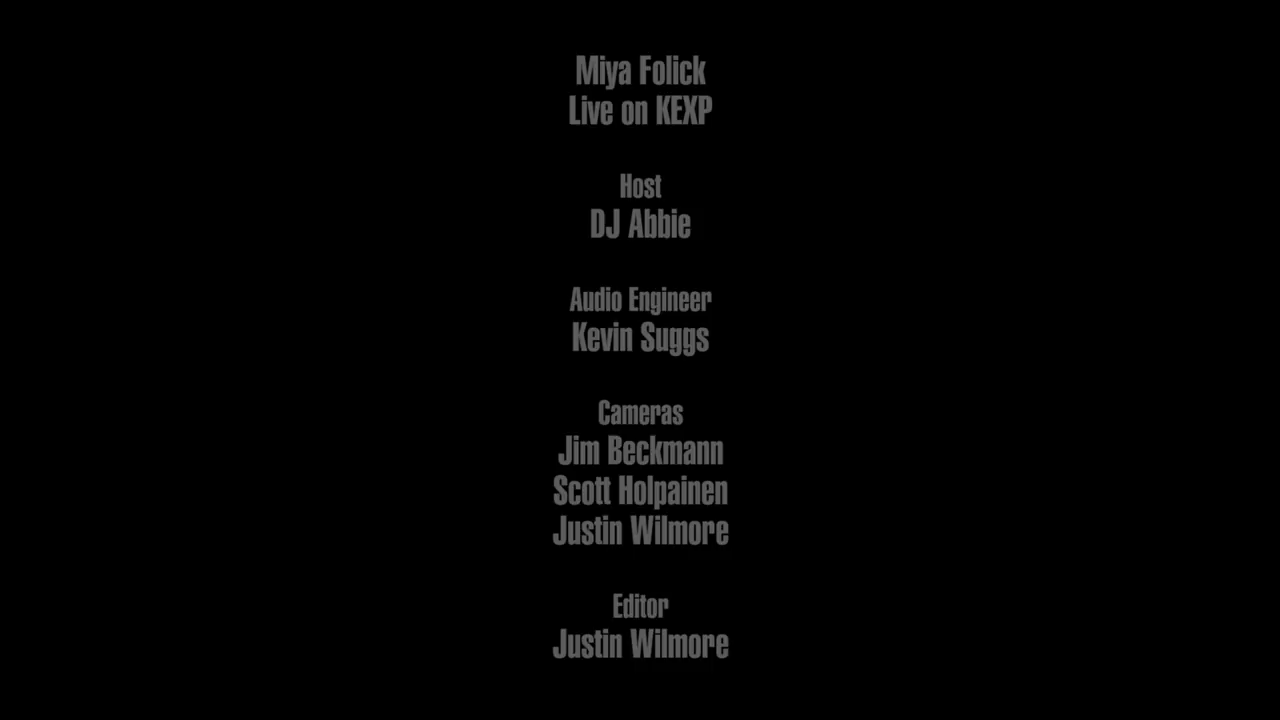 Miya Folick
Live on KEXP
Host
DJ Abbie
Audio Engineer
Kevin Suggs
Cameras
Jim Beckmann
Scott Holpainen
Justin Wilmore
Editor
Justin Wilmore